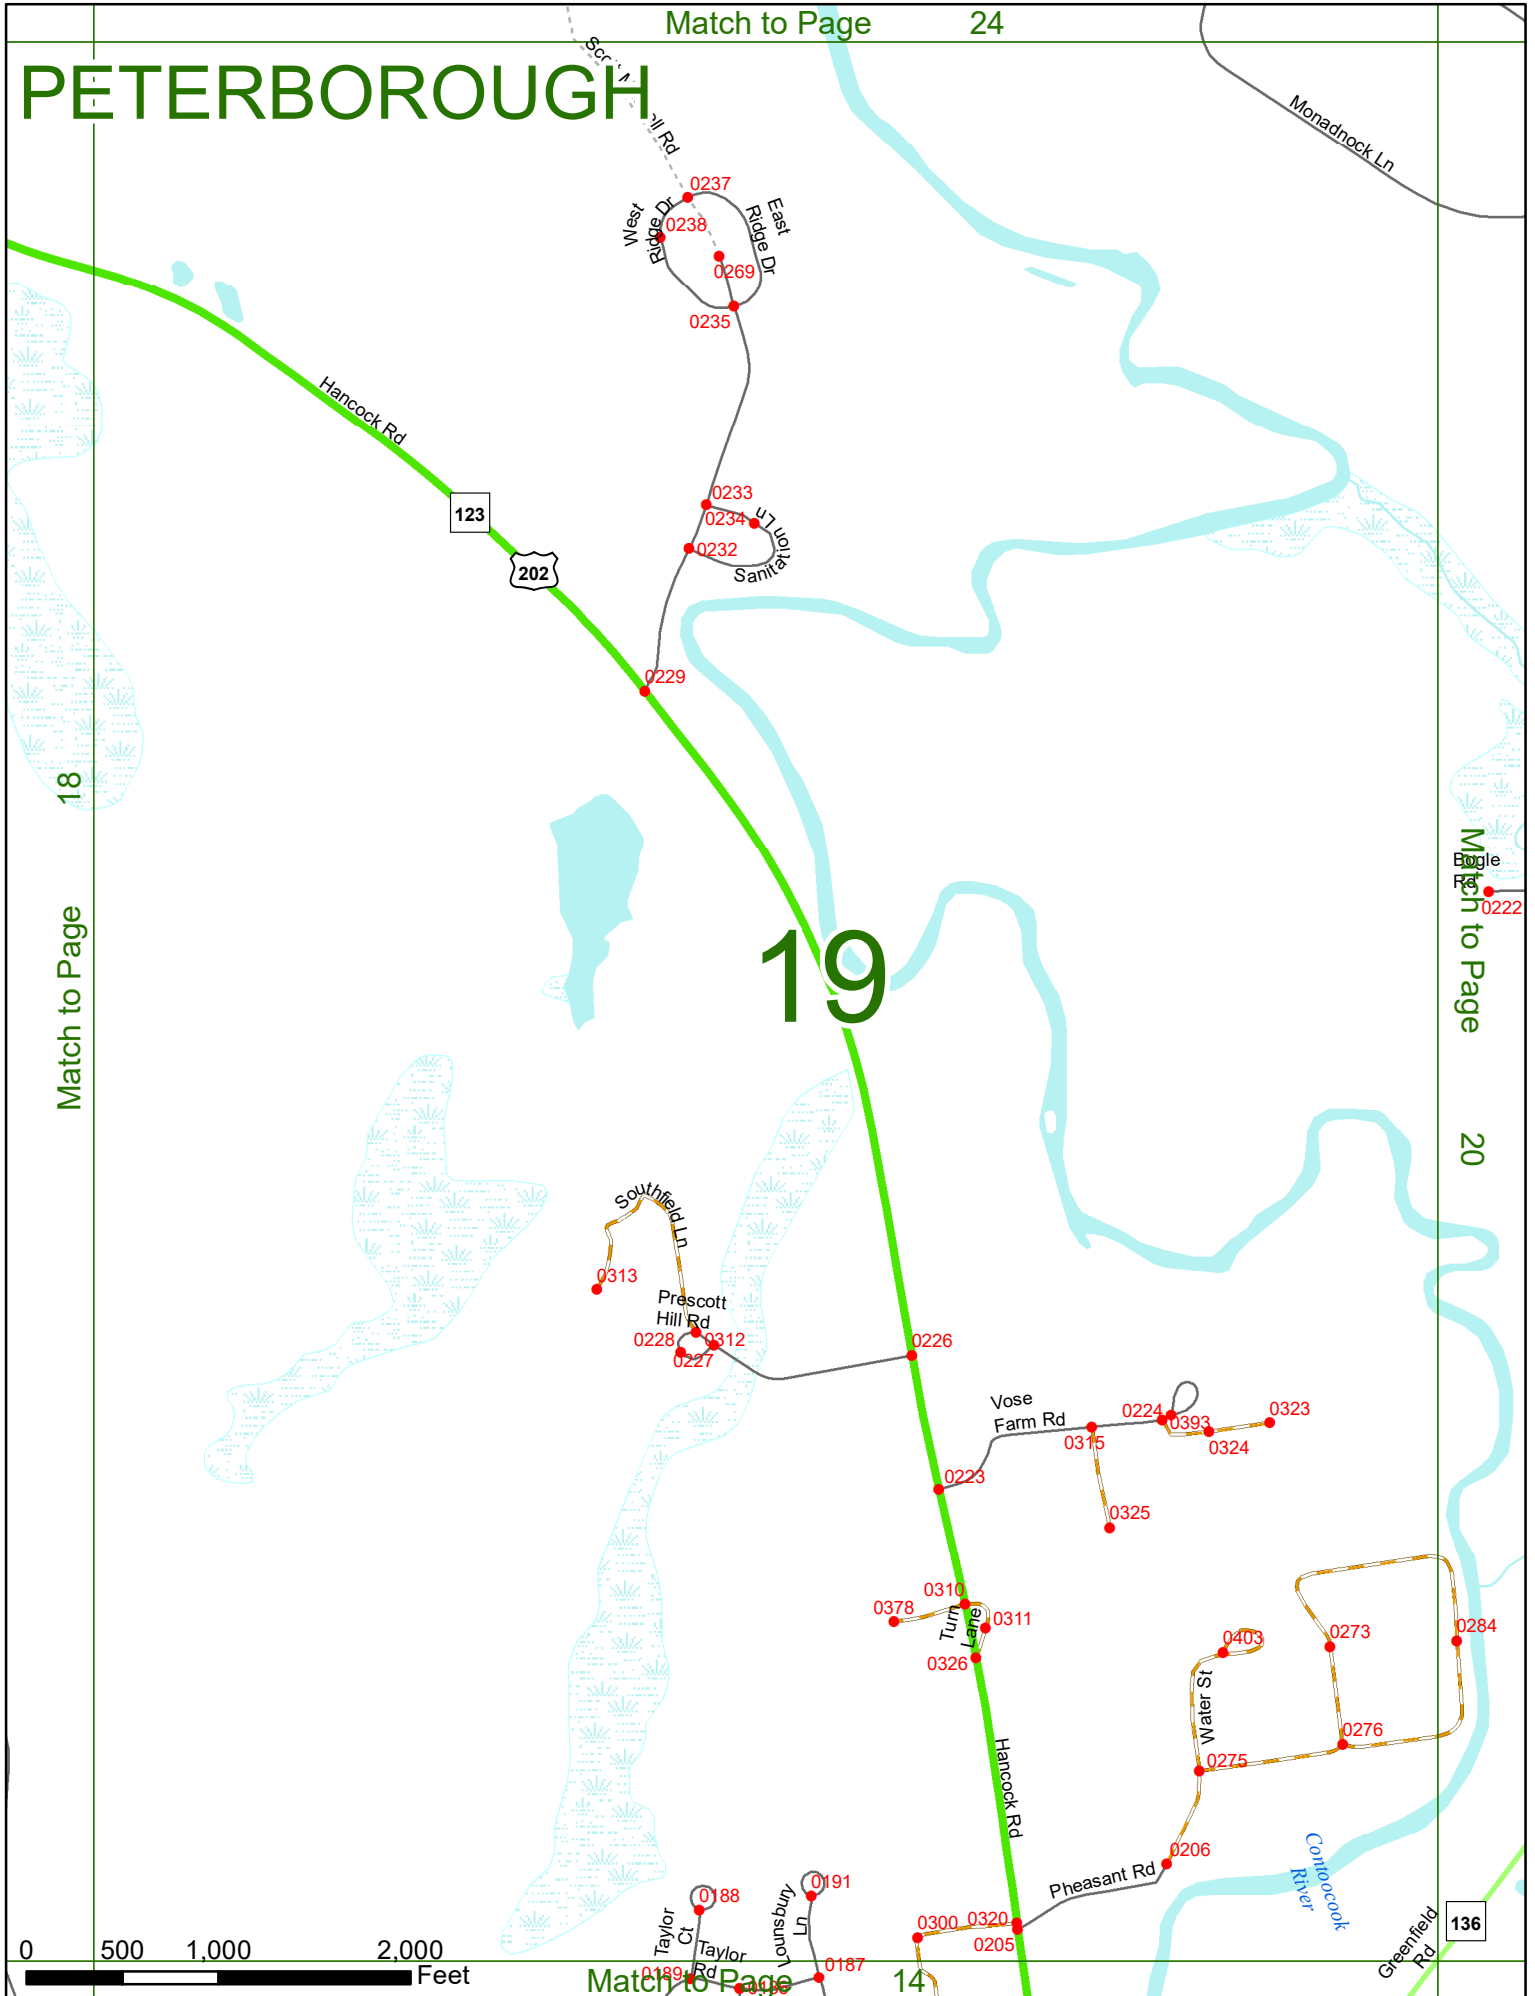 Match to Page 24
PETERBOROUGH
Monadnock Ln
0237
West
Ridge Dr
0238
East
Ridge Dr
0269
0235
Hancock Rd
123
202
0233
0234
0232
Sanitation Ln
0229
Match to Page 18
19
Match to Page 20
Bogle
Rd
0222
Southfield Ln
0313
Prescott
Hill Rd
0228
0312
0227
0226
Vose
Farm Rd
0224
0393
0323
0315
0324
0223
0325
0310
0378
Turn
Lane
0311
0326
0403
0273
0284
Water St
0276
0275
Hancock Rd
0206
Pheasant Rd
Contoocook
River
0188
0191
Taylor
Ct
Lounsbury
Ln
0300
0320
0205
136
Greenfield
Rd
Taylor
Rd
0189
0187
0 500 1,000 2,000
Feet
Match to Page 14